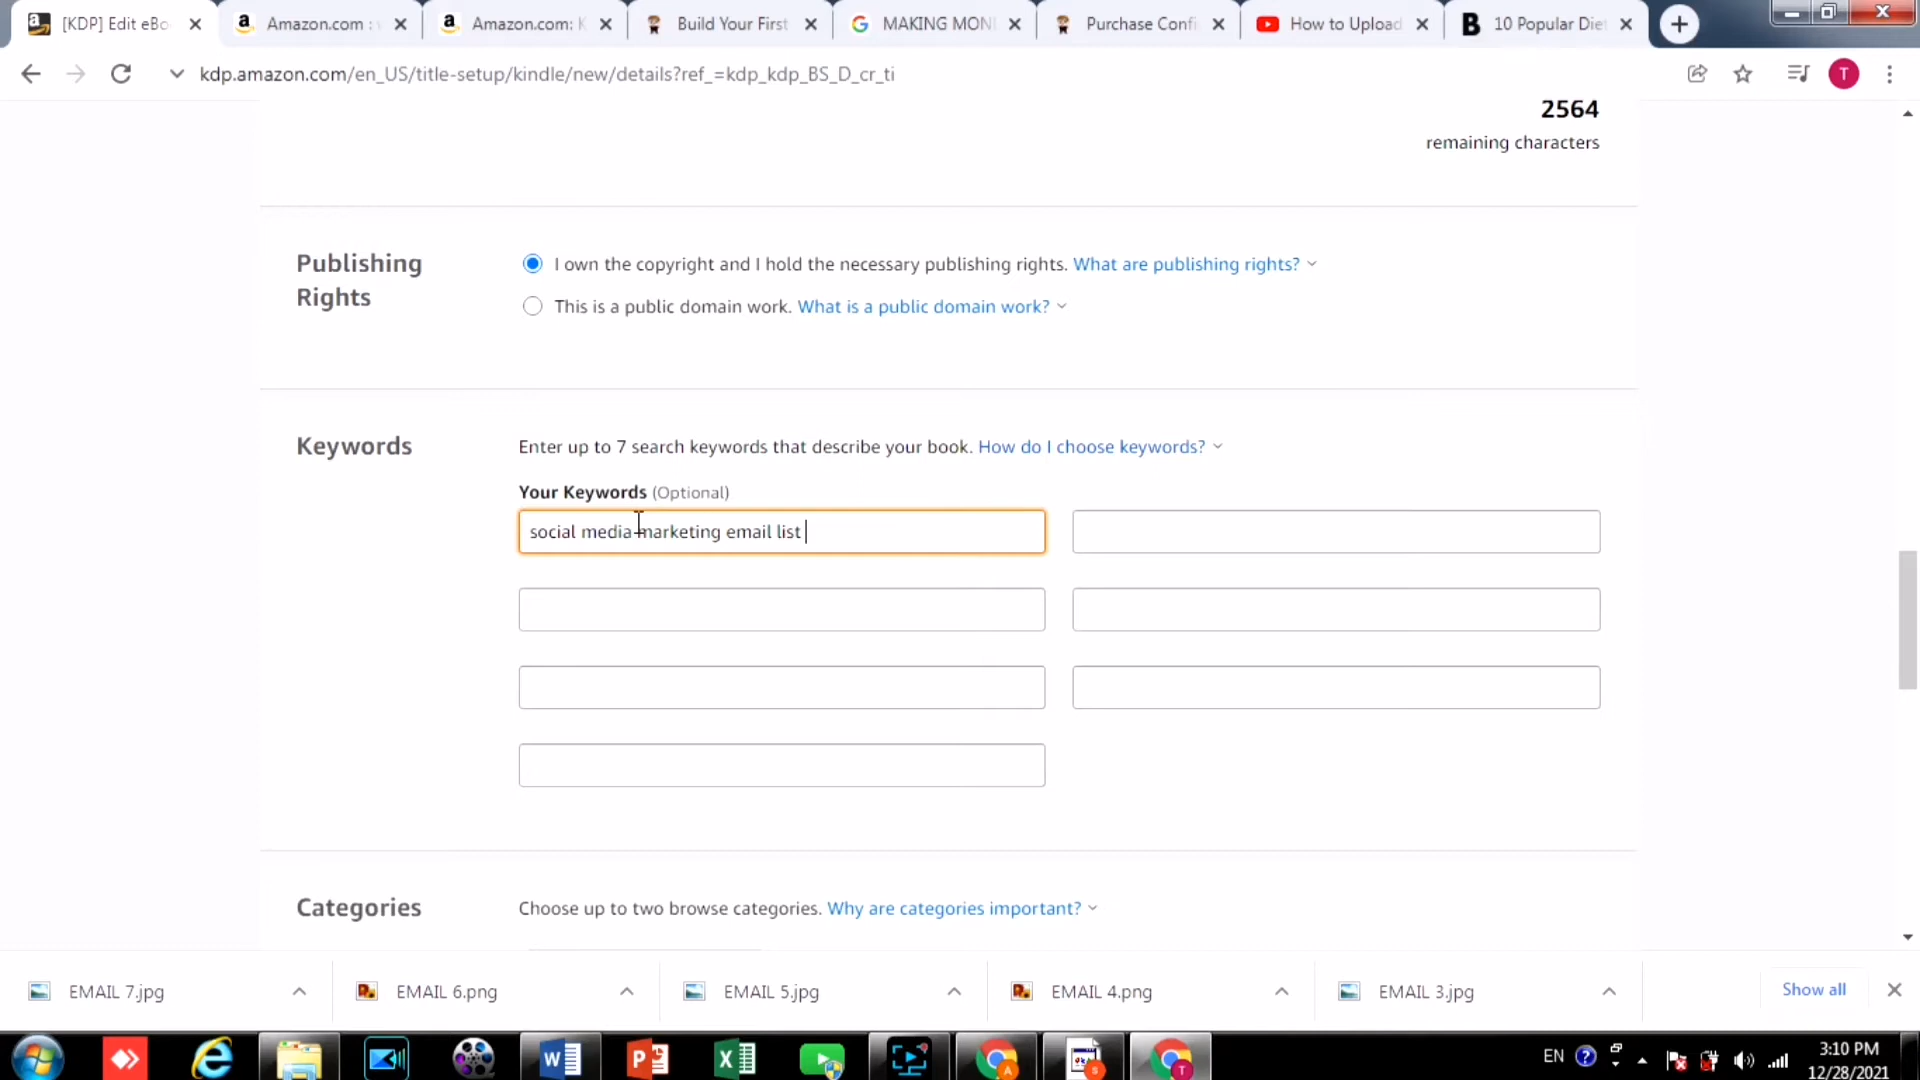 [KDP] Edit eBo
Amazon.com :
Amazon.com: K
Build Your First
MAKING MON
Purchase Confi
How to Upload
10 Popular Die
kdp.amazon.com/en_US/title-setup/kindle/new/details?ref_=kdp_kdp_BS_D_cr_ti
T
2564
remaining characters
Publishing
Rights
I own the copyright and I hold the necessary publishing rights. What are publishing rights?
This is a public domain work. What is a public domain work?
Keywords
Enter up to 7 search keywords that describe your book. How do I choose keywords?
Your Keywords (Optional)
social media marketing email list
Categories
Choose up to two browse categories. Why are categories important?
EMAIL 7.jpg
EMAIL 6.png
EMAIL 5.jpg
EMAIL 4.png
EMAIL 3.jpg
Show all
EN
3:10 PM
12/28/2021